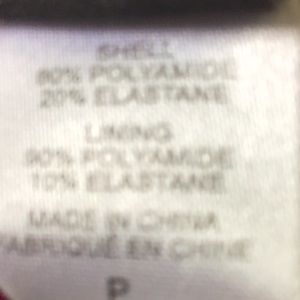 SHELL
80% POLYAMIDE
20% ELASTANE
LINING
90% POLYAMIDE
10% ELASTANE
MADE IN CHINA
FABRIQUÉ EN CHINE
P